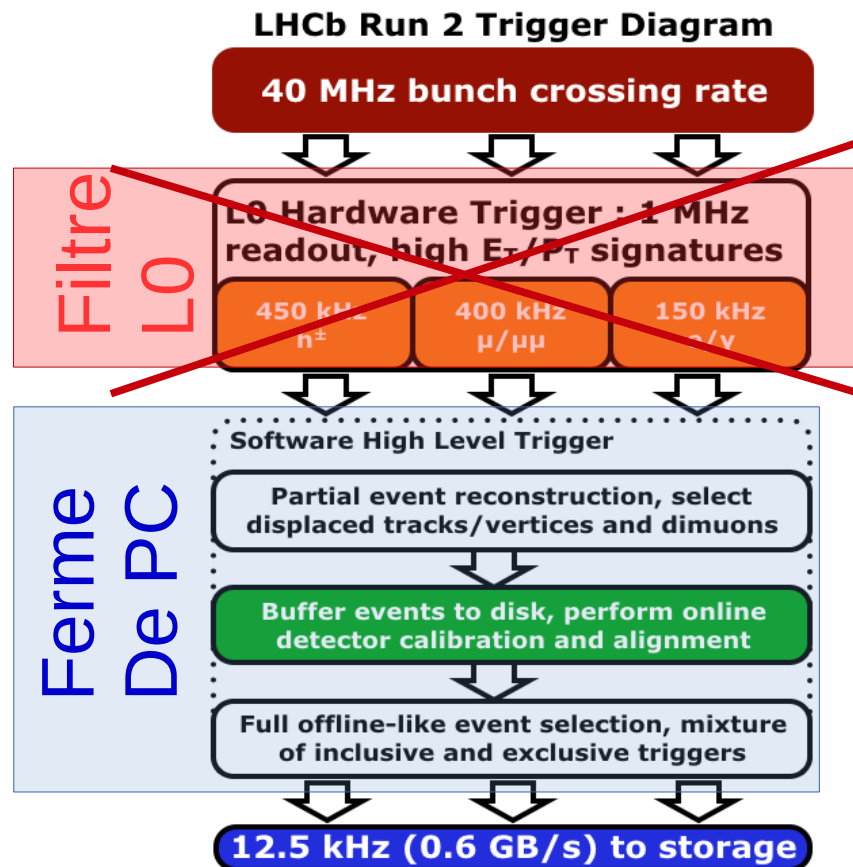 LHCb Run 2 Trigger Diagram
40 MHz bunch crossing rate
Filtre
L0
L0 Hardware Trigger : 1 MHz
readout, high ET/PT signatures
450 kHz
h±
400 kHz
μ/μμ
150 kHz
e/γ
Ferme
De PC
Software High Level Trigger
Partial event reconstruction, select
displaced tracks/vertices and dimuons
Buffer events to disk, perform online
detector calibration and alignment
Full offline-like event selection, mixture
of inclusive and exclusive triggers
12.5 kHz (0.6 GB/s) to storage